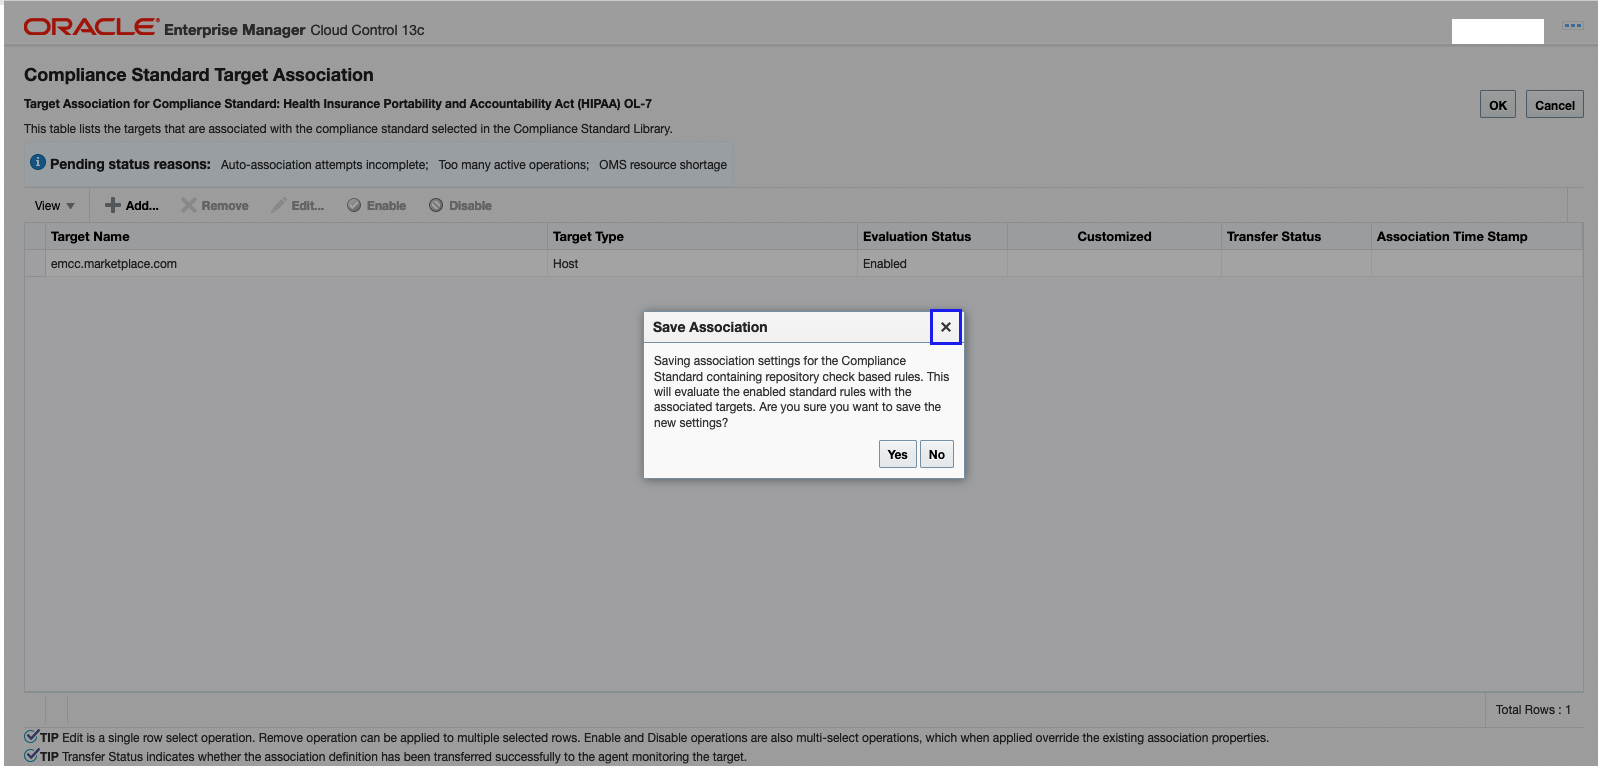 ORACLE Enterprise Manager Cloud Control 13c
Compliance Standard Target Association
Target Association for Compliance Standard: Health Insurance Portability and Accountability Act (HIPAA) OL-7
OK Cancel
This table lists the targets that are associated with the compliance standard selected in the Compliance Standard Library.
Pending status reasons: Auto-association attempts incomplete; Too many active operations; OMS resource shortage
View Add... Remove Edit... Enable Disable
Target Name Target Type Evaluation Status Customized Transfer Status Association Time Stamp
emcc.marketplace.com Host Enabled
Save Association
Saving association settings for the Compliance
Standard containing repository check based rules. This
will evaluate the enabled standard rules with the
associated targets. Are you sure you want to save the
new settings?
Yes No
Total Rows : 1
TIP Edit is a single row select operation. Remove operation can be applied to multiple selected rows. Enable and Disable operations are also multi-select operations, which when applied override the existing association properties.
TIP Transfer Status indicates whether the association definition has been transferred successfully to the agent monitoring the target.